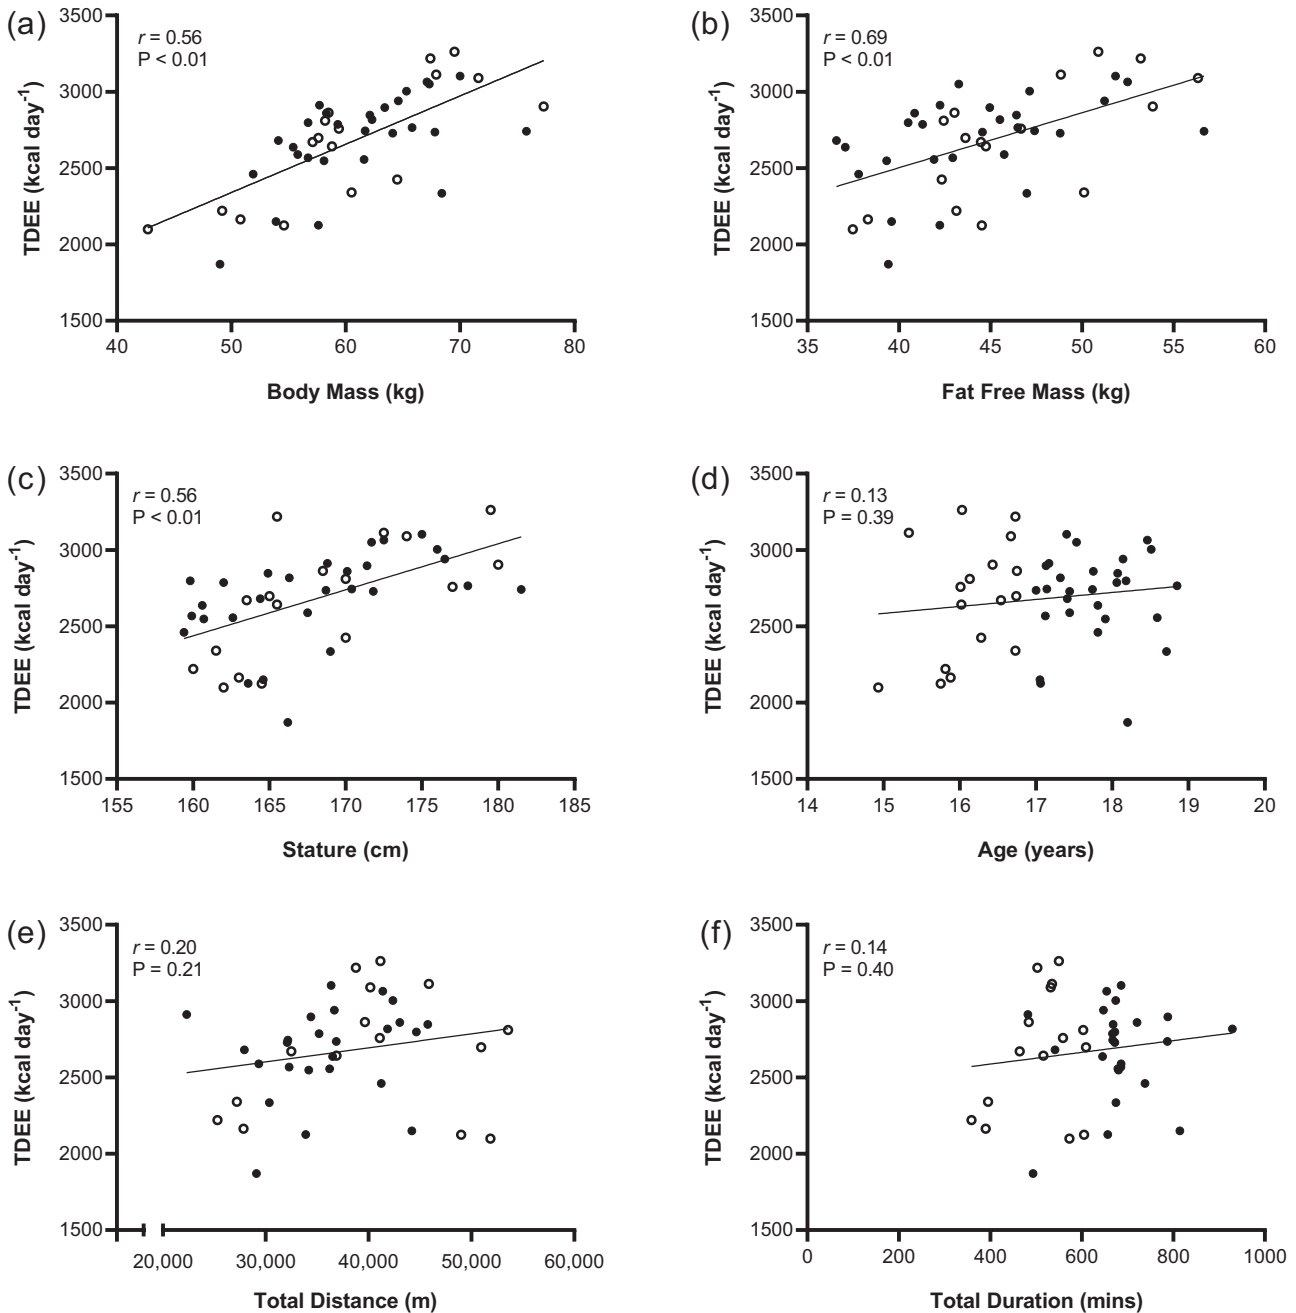 (a)
r = 0.56
P < 0.01
TDEE (kcal day-1)
3500
3000
2500
2000
1500
40 50 60 70 80
Body Mass (kg)
(b)
r = 0.69
P < 0.01
TDEE (kcal day-1)
3500
3000
2500
2000
1500
35 40 45 50 55 60
Fat Free Mass (kg)
(c)
r = 0.56
P < 0.01
TDEE (kcal day-1)
3500
3000
2500
2000
1500
155 160 165 170 175 180 185
Stature (cm)
(d)
r = 0.13
P = 0.39
TDEE (kcal day-1)
3500
3000
2500
2000
1500
14 15 16 17 18 19 20
Age (years)
(e)
r = 0.20
P = 0.21
TDEE (kcal day-1)
3500
3000
2500
2000
1500
20,000 30,000 40,000 50,000 60,000
Total Distance (m)
(f)
r = 0.14
P = 0.40
TDEE (kcal day-1)
3500
3000
2500
2000
1500
0 200 400 600 800 1000
Total Duration (mins)